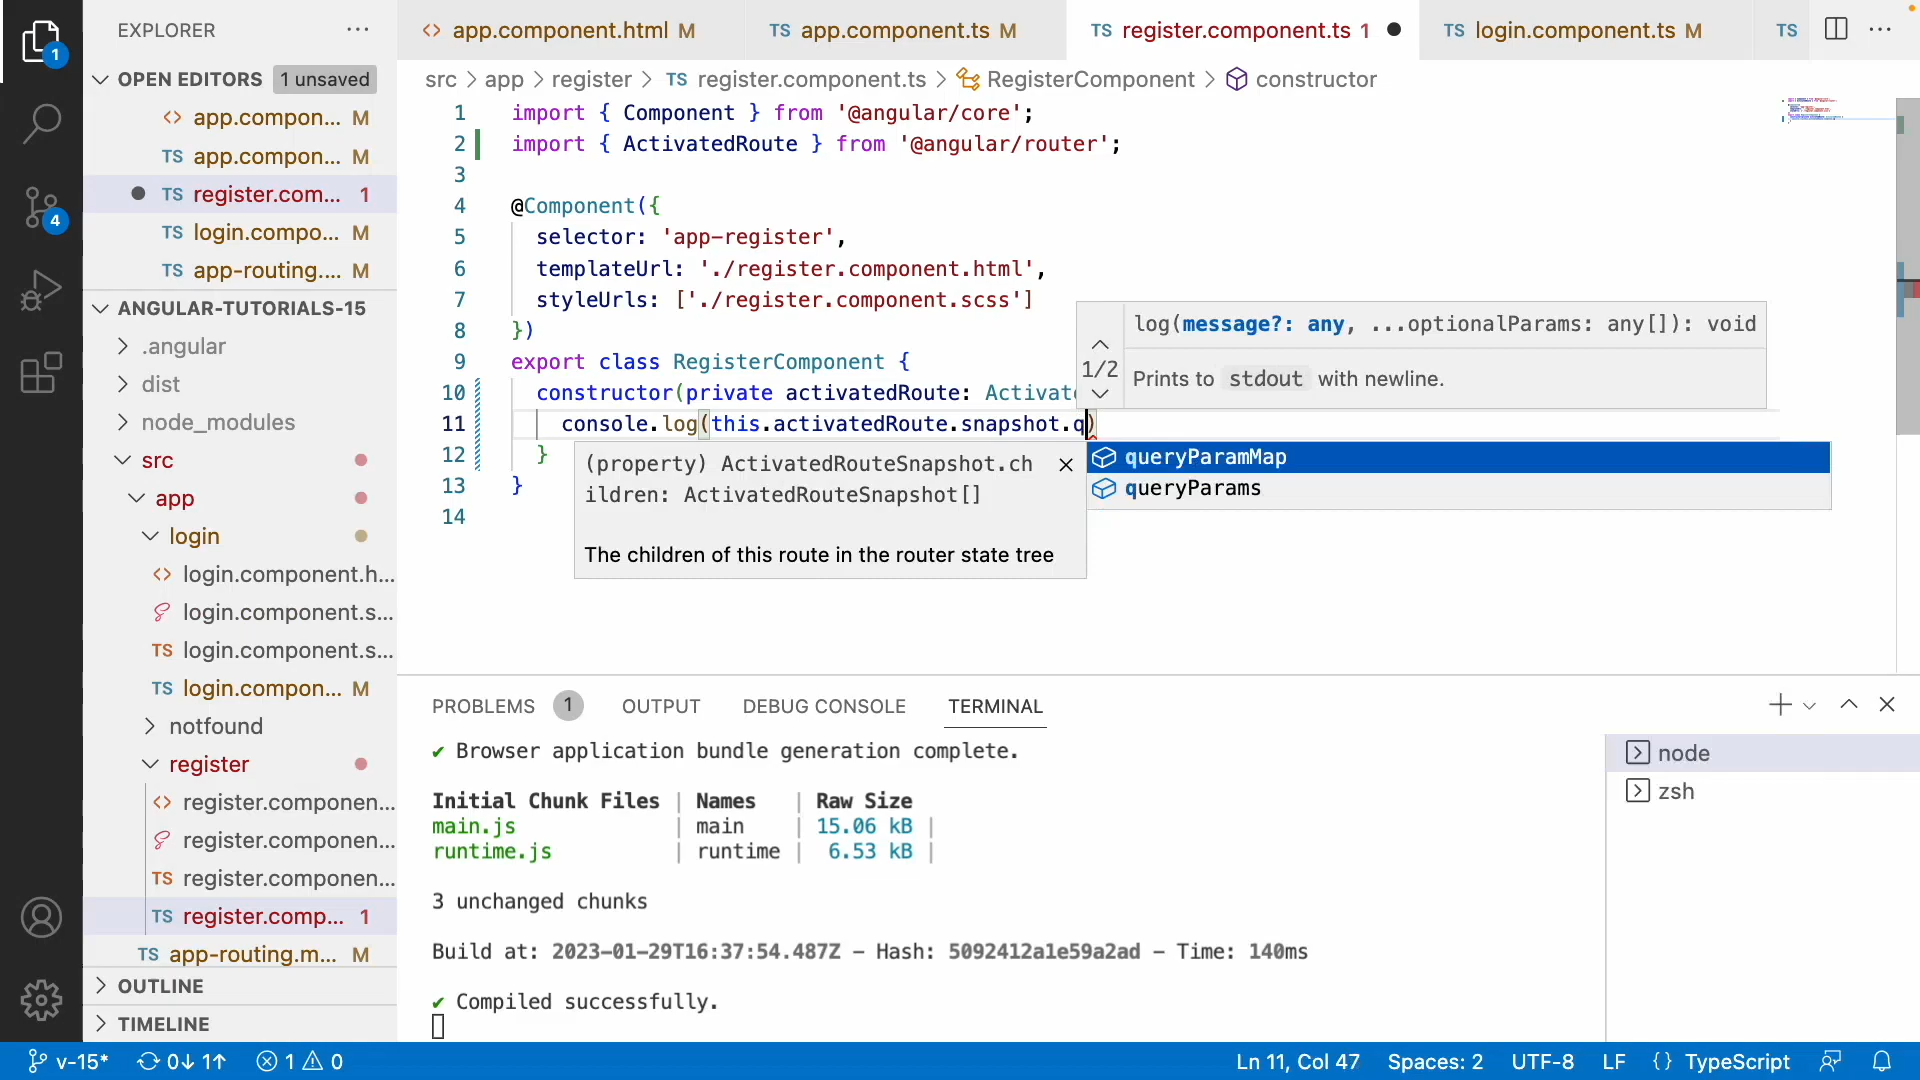 EXPLORER
OPEN EDITORS 1 unsaved
<> app.compon... M
TS app.compon... M
TS register.com... 1
TS login.compo... M
TS app-routing.... M
ANGULAR-TUTORIALS-15
.angular
dist
node_modules
src
app
login
<> login.component.h...
login.component.s...
TS login.component.s...
TS login.compon... M
notfound
register
<> register.componen...
register.componen...
TS register.componen...
TS register.comp... 1
TS app-routing.m... M
OUTLINE
TIMELINE
1
4
<> app.component.html M
TS app.component.ts M
TS register.component.ts 1
TS login.component.ts M
TS
src > app > register > TS register.component.ts > RegisterComponent > constructor
1 import { Component } from '@angular/core';
2 import { ActivatedRoute } from '@angular/router';
3
4 @Component({
5 selector: 'app-register',
6 templateUrl: './register.component.html',
7 styleUrls: ['./register.component.scss']
8 })
9 export class RegisterComponent {
10 constructor(private activatedRoute: Activate
11 console.log(this.activatedRoute.snapshot.q)
12 }
13 }
14
log(message?: any, ...optionalParams: any[]): void
1/2
Prints to stdout with newline.
(property) ActivatedRouteSnapshot.ch
ildren: ActivatedRouteSnapshot[]
The children of this route in the router state tree
queryParamMap
queryParams
PROBLEMS 1 OUTPUT DEBUG CONSOLE TERMINAL
✔ Browser application bundle generation complete.
Initial Chunk Files | Names | Raw Size
main.js | main | 15.06 kB |
runtime.js | runtime | 6.53 kB |
3 unchanged chunks
Build at: 2023-01-29T16:37:54.487Z - Hash: 5092412a1e59a2ad - Time: 140ms
✔ Compiled successfully.
node
zsh
v-15* 0↓ 1↑ 1 0
Ln 11, Col 47 Spaces: 2 UTF-8 LF {} TypeScript